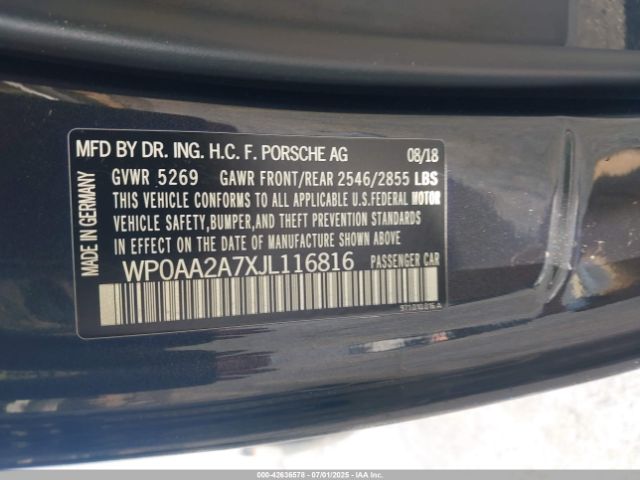 MFD BY DR. ING. H.C. F. PORSCHE AG 08/18
GVWR 5269 GAWR FRONT/REAR 2546/2855 LBS
THIS VEHICLE CONFORMS TO ALL APPLICABLE U.S.FEDERAL MOTOR
VEHICLE SAFETY,BUMPER,AND THEFT PREVENTION STANDARDS
IN EFFECT ON THE DATE OF MANUFACTURE SHOWN ABOVE.
WP0AA2A7XJL116816 PASSENGER CAR
MADE IN GERMANY
000-42636578 | 07/01/2025 | IAAI.COM